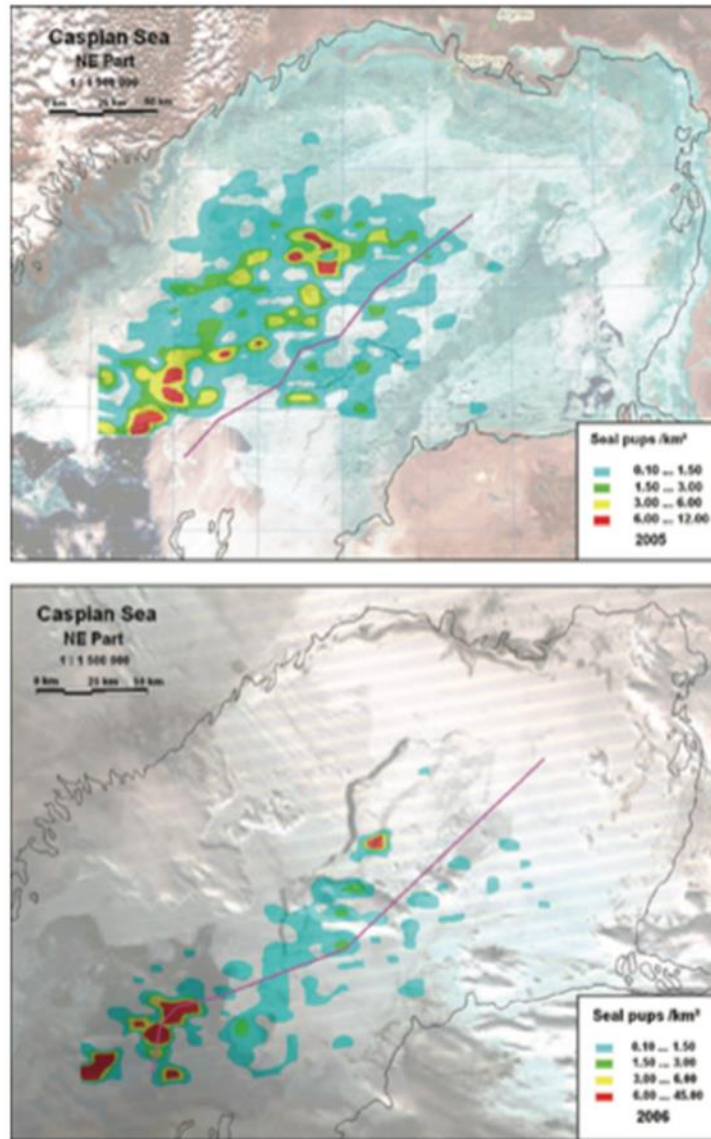 Caspian Sea
NE Part
1 : 1 500 000
0 km 25 km 50 km
Seal pups /km²
0.10 ... 1.50
1.50 ... 3.00
3.00 ... 6.00
6.00 ... 12.00
2005
Caspian Sea
NE Part
1 : 1 500 000
0 km 25 km 50 km
Seal pups /km²
0.10 ... 1.50
1.50 ... 3.00
3.00 ... 6.00
6.00 ... 45.00
2006